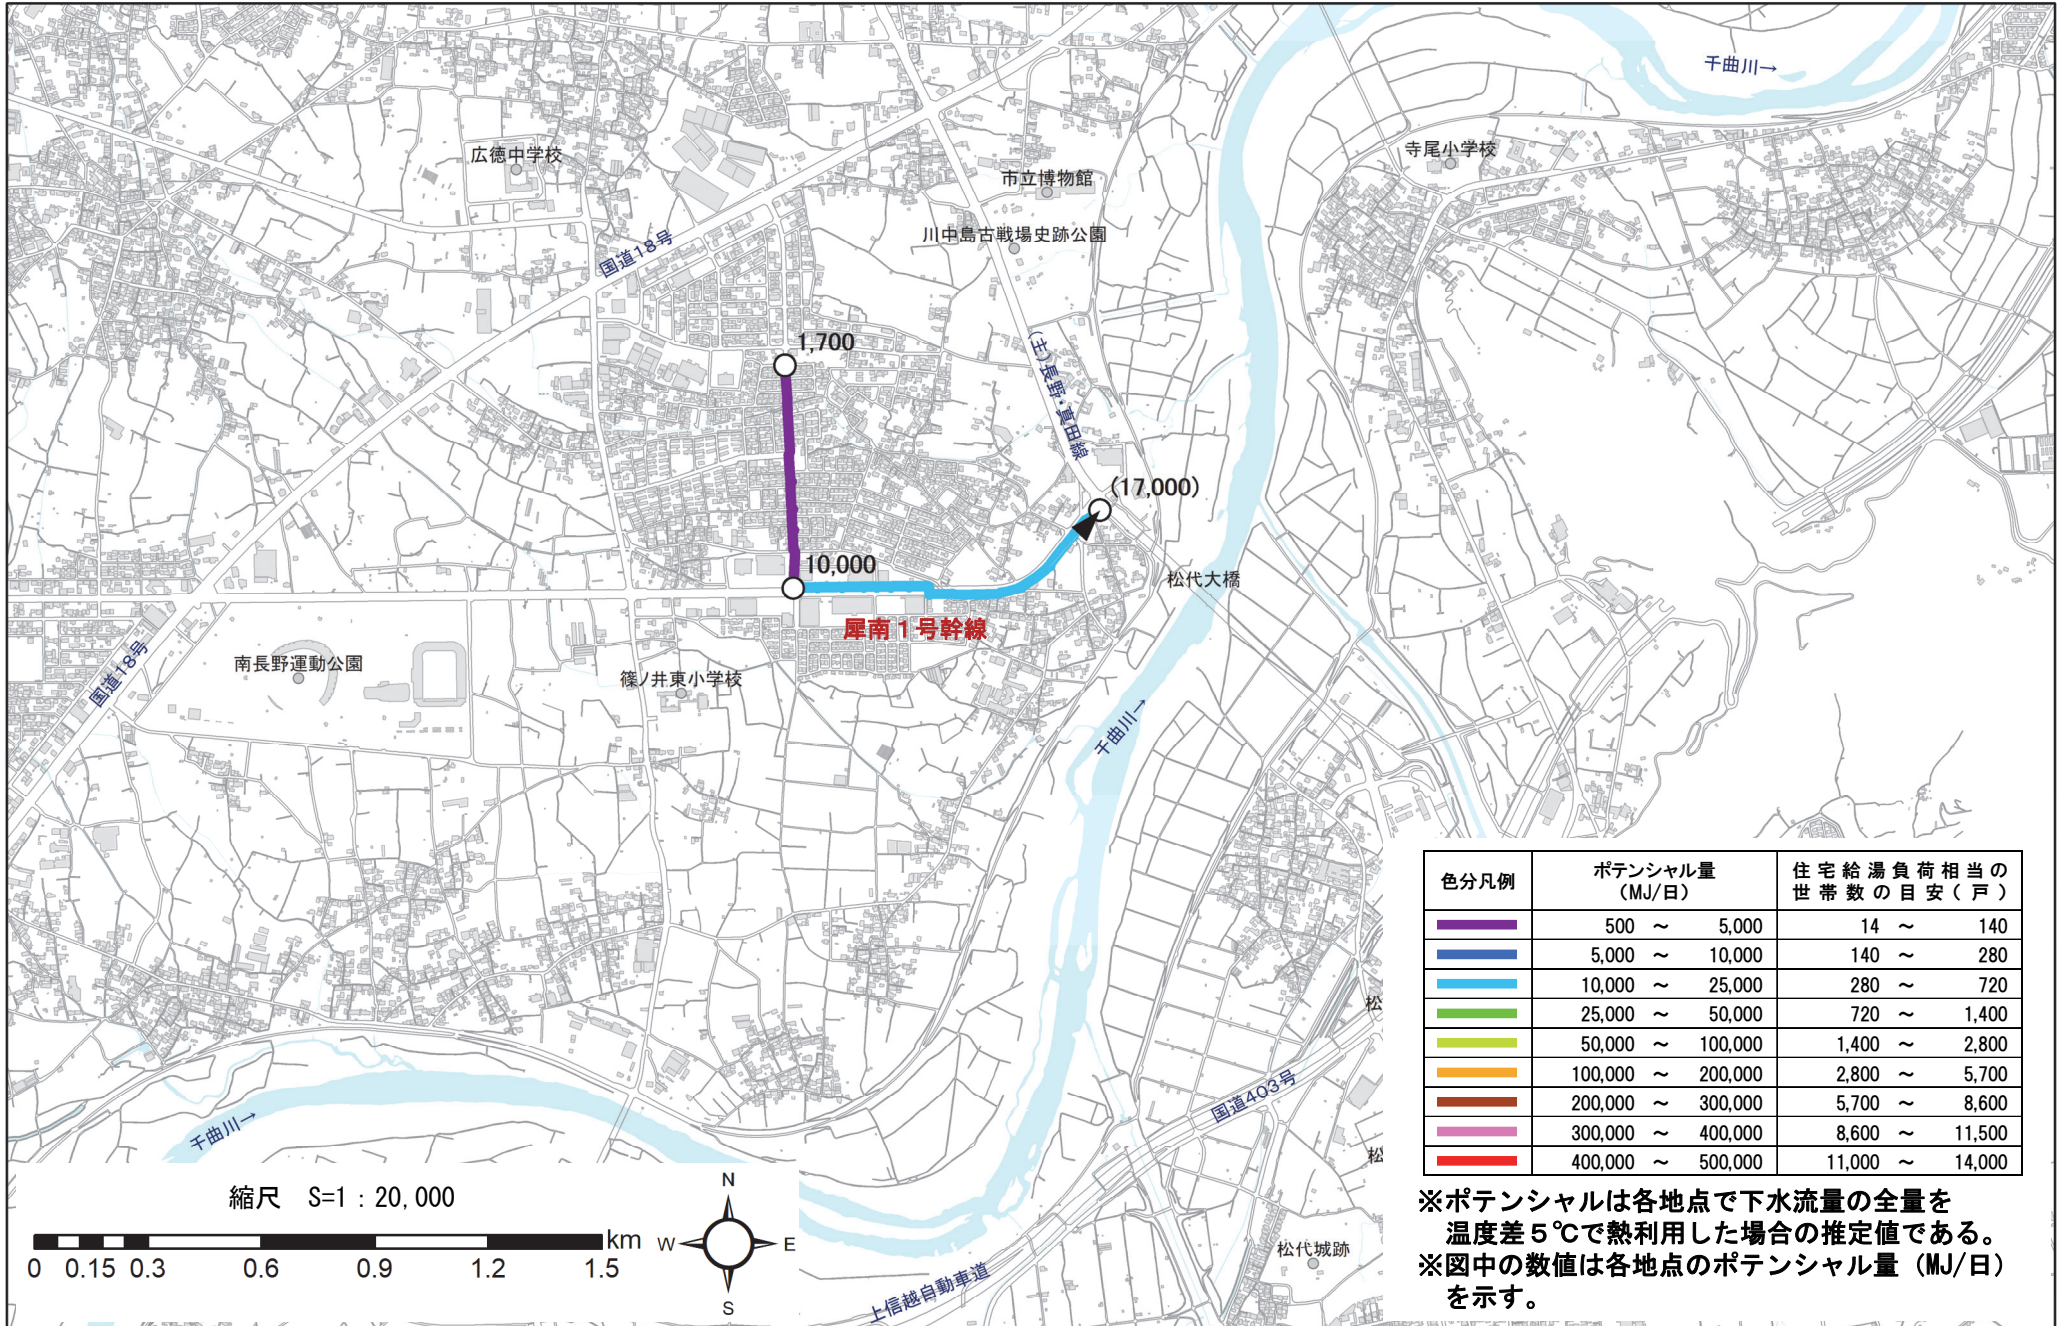 千曲川→
広徳中学校
寺尾小学校
市立博物館
川中島古戦場史跡公園
国道18号
1,700
(主)長野・真田線
(17,000)
10,000
松代大橋
犀南1号幹線
南長野運動公園
国道18号
篠ノ井東小学校
千曲川→
松
国道403号
千曲川→
松
松代城跡
上信越自動車道
縮尺 S=1:20,000
km
0 0.15 0.3 0.6 0.9 1.2 1.5
N
W E
S
色分凡例 ポテンシャル量 住宅給湯負荷相当の
(MJ/日) 世帯数の目安(戸)
500 ～ 5,000 14 ～ 140
5,000 ～ 10,000 140 ～ 280
10,000 ～ 25,000 280 ～ 720
25,000 ～ 50,000 720 ～ 1,400
50,000 ～ 100,000 1,400 ～ 2,800
100,000 ～ 200,000 2,800 ～ 5,700
200,000 ～ 300,000 5,700 ～ 8,600
300,000 ～ 400,000 8,600 ～ 11,500
400,000 ～ 500,000 11,000 ～ 14,000
※ポテンシャルは各地点で下水流量の全量を
温度差5℃で熱利用した場合の推定値である。
※図中の数値は各地点のポテンシャル量（MJ/日）
を示す。